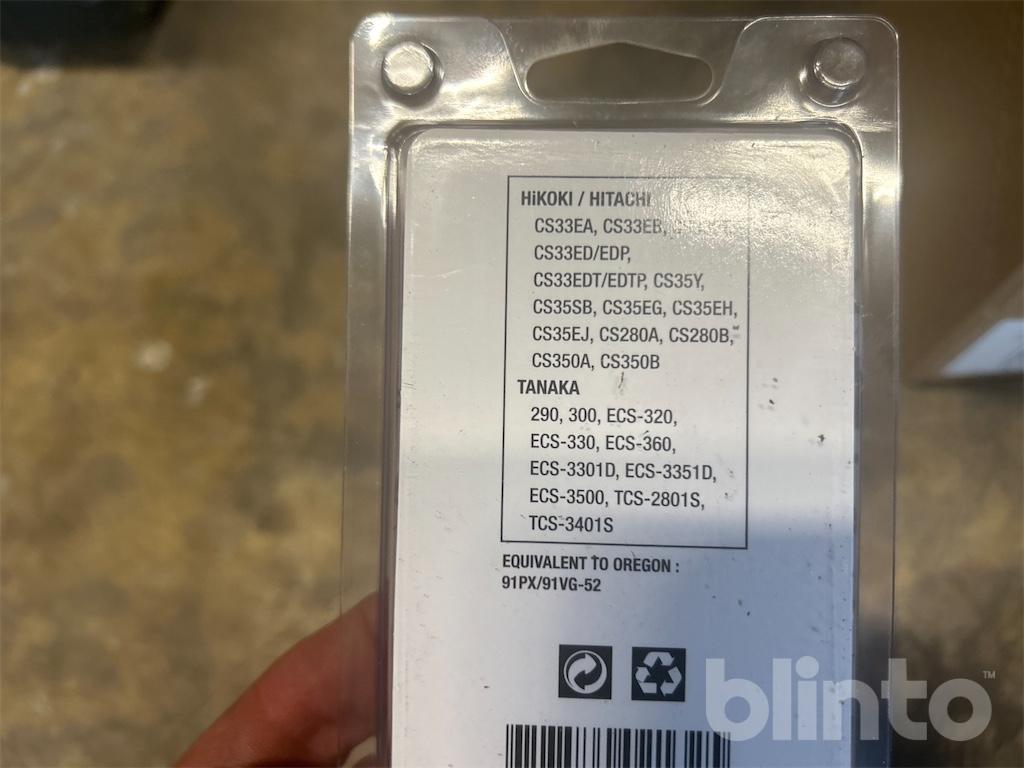 HiKOKI / HITACHI
CS33EA, CS33EB,
CS33ED/EDP,
CS33EDT/EDTP, CS35Y,
CS35SB, CS35EG, CS35EH,
CS35EJ, CS280A, CS280B,
CS350A, CS350B
TANAKA
290, 300, ECS-320,
ECS-330, ECS-360,
ECS-3301D, ECS-3351D,
ECS-3500, TCS-2801S,
TCS-3401S
EQUIVALENT TO OREGON :
91PX/91VG-52
blinto™